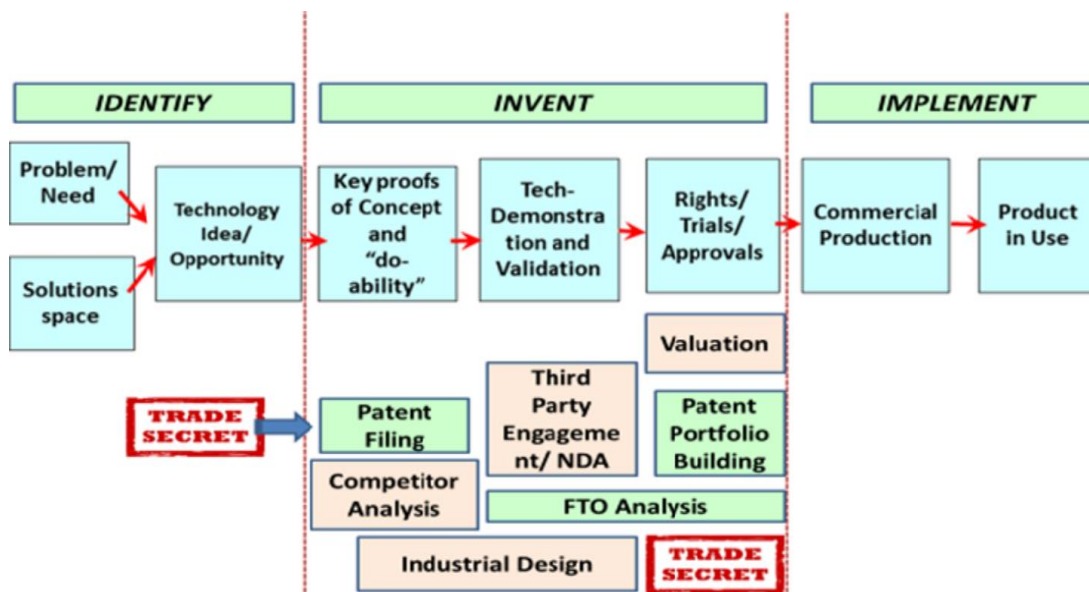 IDENTIFY
INVENT
IMPLEMENT
Problem/
Need
Solutions
space
Technology
Idea/
Opportunity
Key proofs
of Concept
and
“do-
ability”
Tech-
Demonstra
tion and
Validation
Rights/
Trials/
Approvals
Commercial
Production
Product
in Use
Valuation
TRADE
SECRET
Patent
Filing
Third
Party
Engageme
nt/ NDA
Patent
Portfolio
Building
Competitor
Analysis
FTO Analysis
Industrial Design
TRADE
SECRET